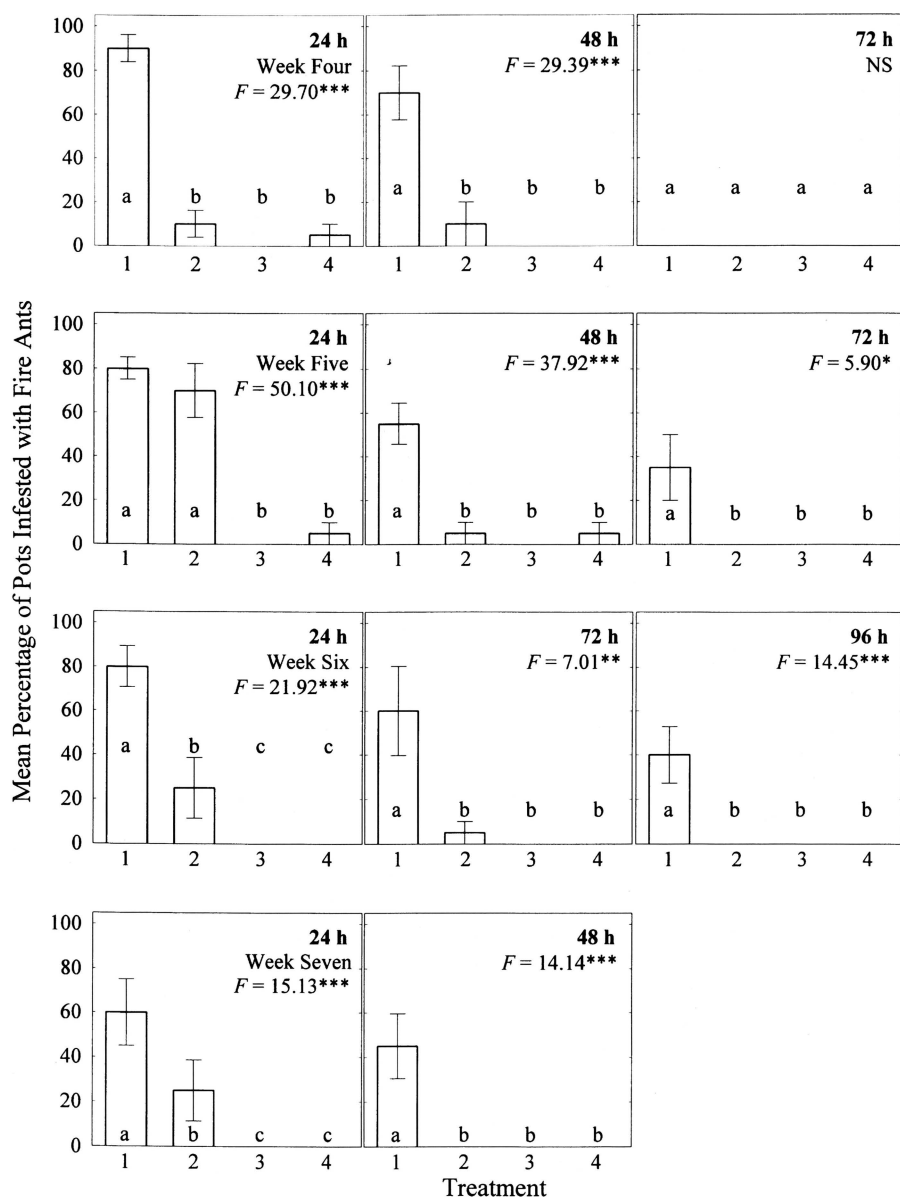 Mean Percentage of Pots Infested with Fire Ants
100
80
60
40
20
0
24 h
Week Four
F = 29.70***
a b b b
1 2 3 4
48 h
F = 29.39***
a b b b
1 2 3 4
72 h
NS
a a a a
1 2 3 4
100
80
60
40
20
0
24 h
Week Five
F = 50.10***
a a b b
1 2 3 4
48 h
F = 37.92***
a b b b
1 2 3 4
72 h
F = 5.90*
a b b b
1 2 3 4
100
80
60
40
20
0
24 h
Week Six
F = 21.92***
a b c c
1 2 3 4
72 h
F = 7.01**
a b b b
1 2 3 4
96 h
F = 14.45***
a b b b
1 2 3 4
100
80
60
40
20
0
24 h
Week Seven
F = 15.13***
a b c c
1 2 3 4
48 h
F = 14.14***
a b b b
1 2 3 4
Treatment